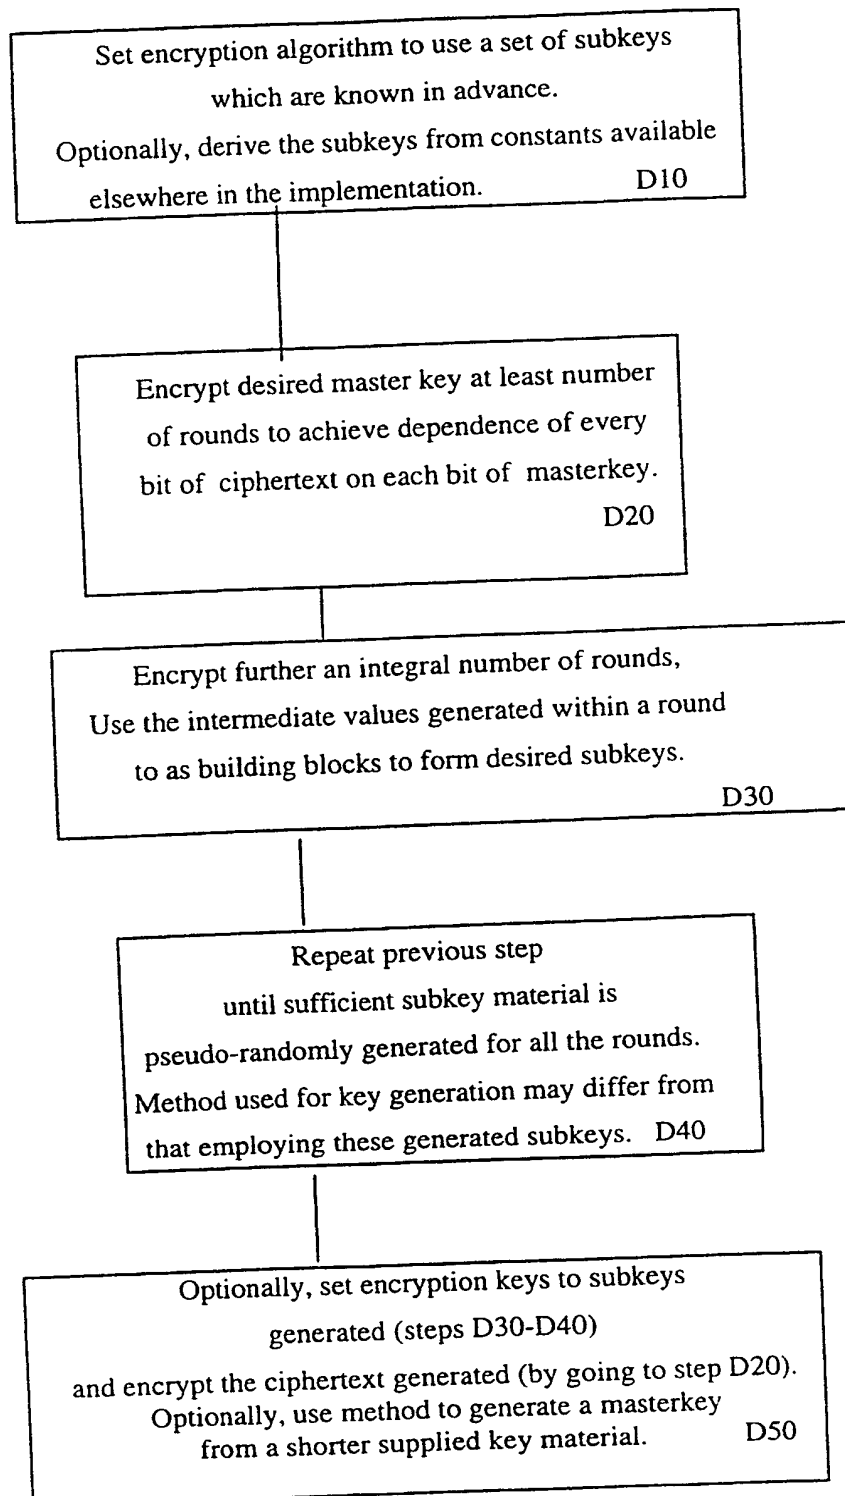 Set encryption algorithm to use a set of subkeys
which are known in advance.
Optionally, derive the subkeys from constants available
elsewhere in the implementation. D10
Encrypt desired master key at least number
of rounds to achieve dependence of every
bit of ciphertext on each bit of masterkey.
D20
Encrypt further an integral number of rounds,
Use the intermediate values generated within a round
to as building blocks to form desired subkeys.
D30
Repeat previous step
until sufficient subkey material is
pseudo-randomly generated for all the rounds.
Method used for key generation may differ from
that employing these generated subkeys. D40
Optionally, set encryption keys to subkeys
generated (steps D30-D40)
and encrypt the ciphertext generated (by going to step D20).
Optionally, use method to generate a masterkey
from a shorter supplied key material. D50